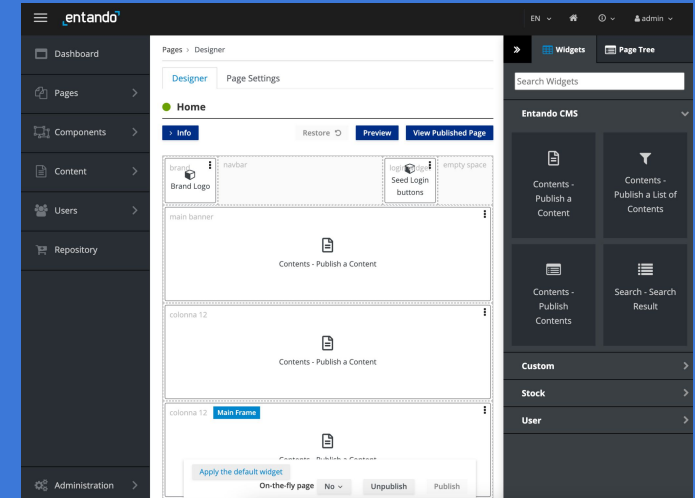 entando
EN
admin
Dashboard
Pages
Components
Content
Users
Repository
Administration
Pages > Designer
Designer
Page Settings
Home
> Info
Restore
Preview
View Published Page
brand
Brand Logo
navbar
Seed Login
buttons
empty space
main banner
Contents - Publish a Content
colonna 12
Contents - Publish a Content
colonna 12
Main Frame
Contents - Publish a Content
Apply the default widget
On-the-fly page
No
Unpublish
Publish
Widgets
Page Tree
Search Widgets
Entando CMS
Contents -
Publish a
Content
Contents -
Publish a List of
Contents
Contents -
Publish
Contents
Search - Search
Result
Custom
Stock
User